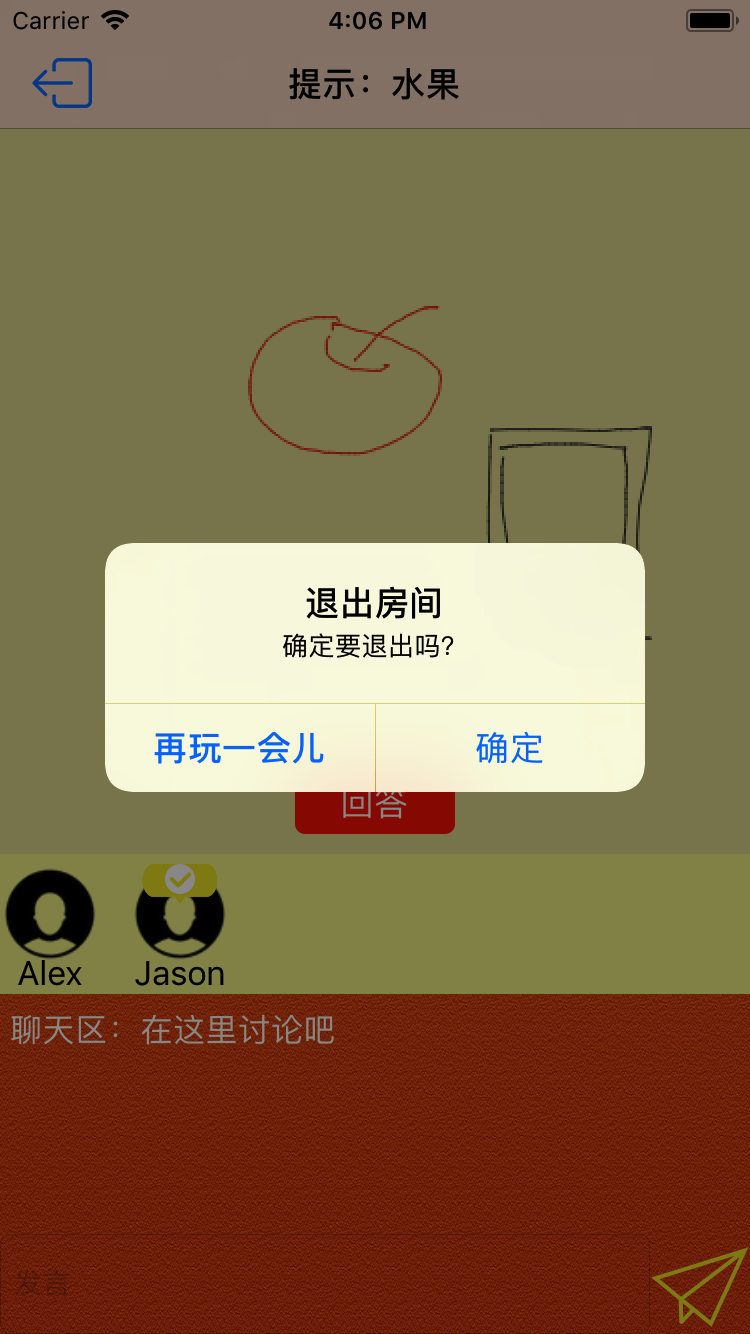 Carrier 4:06 PM
提示：水果
退出房间
确定要退出吗?
再玩一会儿 确定
回答
Alex Jason
聊天区：在这里讨论吧
发言